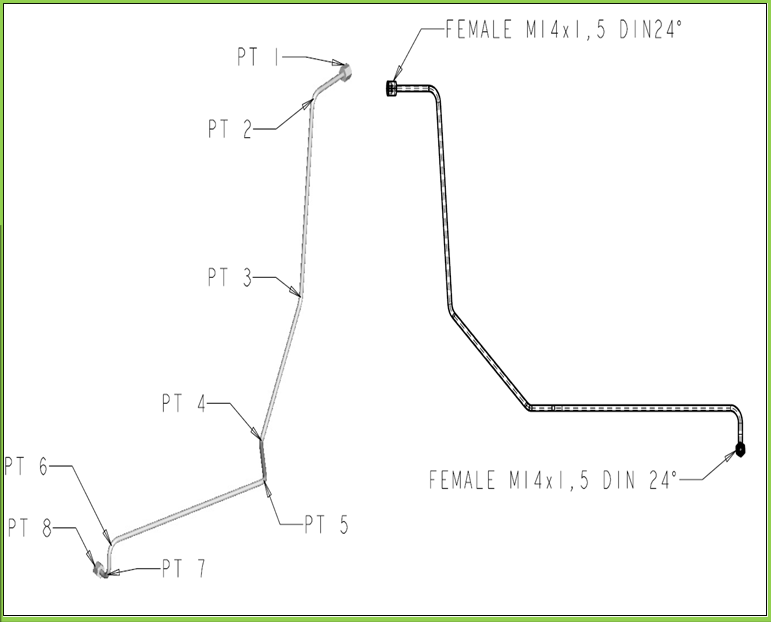 FEMALE M14x1,5 DIN24°
PT 1
PT 2
PT 3
PT 4
PT 6
FEMALE M14x1,5 DIN 24°
PT 5
PT 8
PT 7